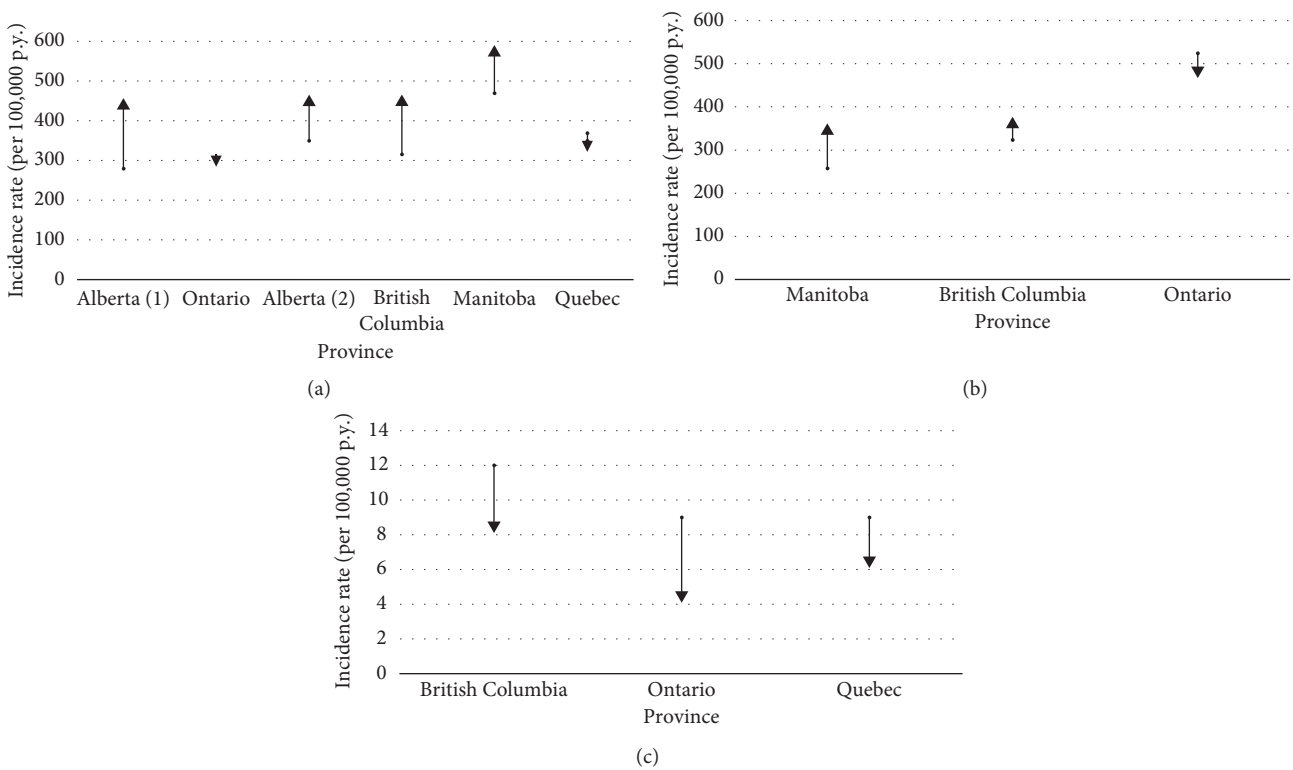 Incidence rate (per 100,000 p.y.)
600
500
400
300
200
100
0
Alberta (1) Ontario Alberta (2) British Columbia Manitoba Quebec
Province
(a)
Incidence rate (per 100,000 p.y.)
600
500
400
300
200
100
0
Manitoba British Columbia Ontario
Province
(b)
Incidence rate (per 100,000 p.y.)
14
12
10
8
6
4
2
0
British Columbia Ontario Quebec
Province
(c)